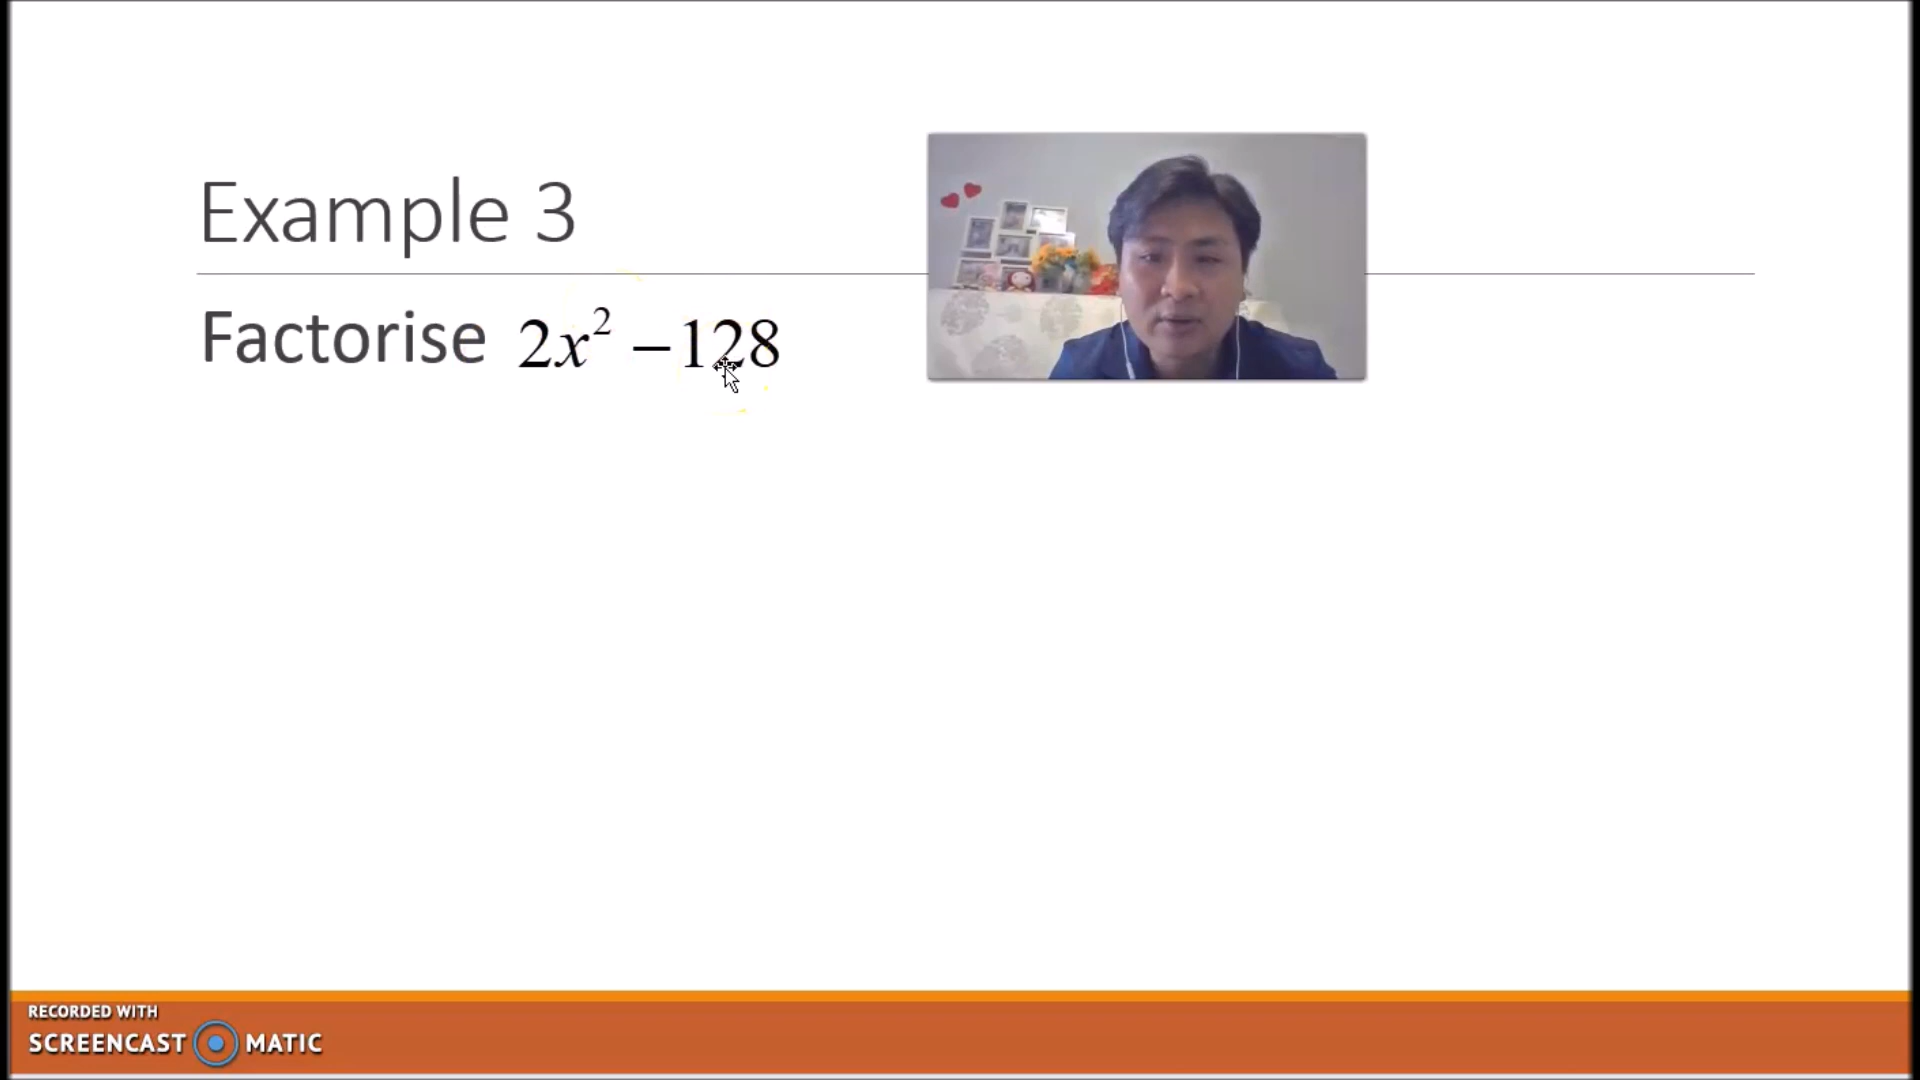 Example 3
Factorise 2x² −128
RECORDED WITH
SCREENCAST MATIC